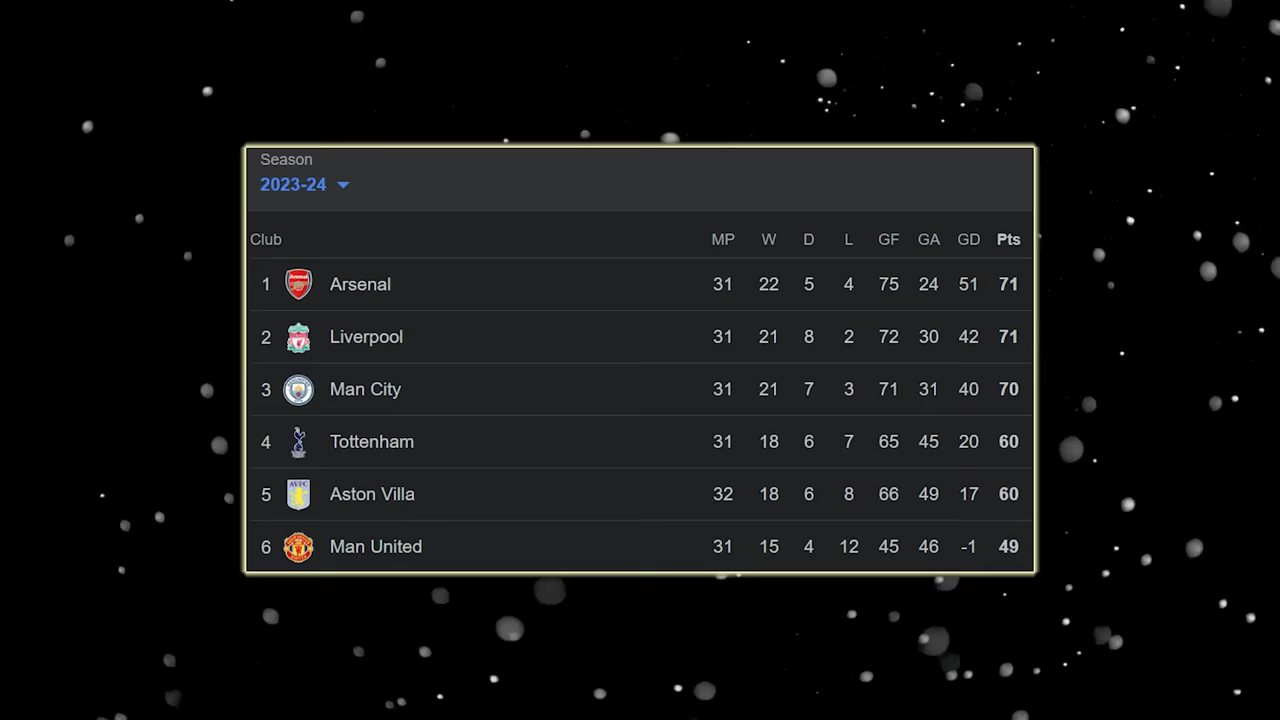 Season
2023-24
Club MP W D L GF GA GD Pts
1 Arsenal 31 22 5 4 75 24 51 71
2 Liverpool 31 21 8 2 72 30 42 71
3 Man City 31 21 7 3 71 31 40 70
4 Tottenham 31 18 6 7 65 45 20 60
5 Aston Villa 32 18 6 8 66 49 17 60
6 Man United 31 15 4 12 45 46 -1 49